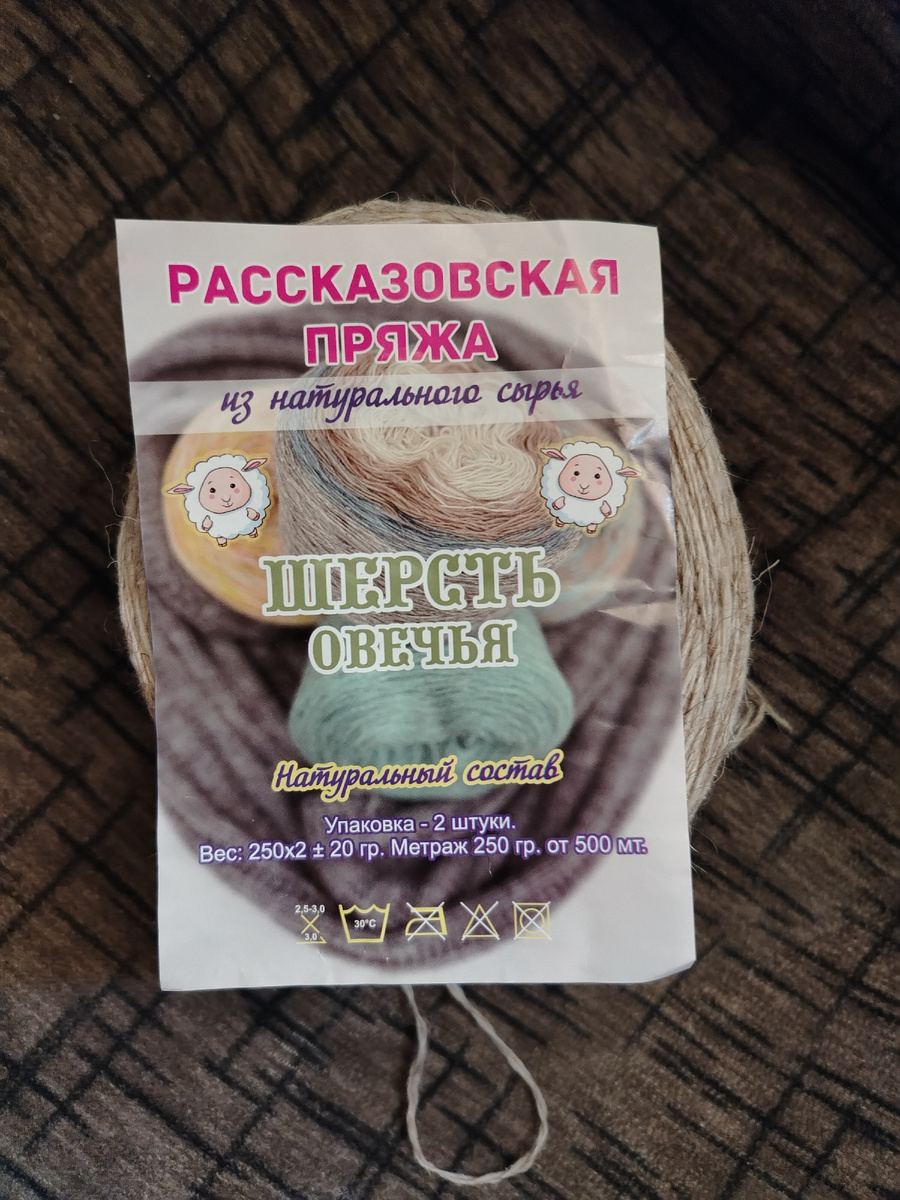 РАССКАЗОВСКАЯ
ПРЯЖА
из натурального сырья
ШЕРСТЬ
ОВЕЧЬЯ
Натуральный состав
Упаковка - 2 штуки.
Вес: 250х2 ± 20 гр. Метраж 250 гр. от 500 мт.
2,5-3,0
3,0
30°C